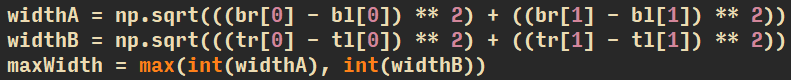 widthA = np.sqrt(((br[0] - bl[0]) ** 2) + ((br[1] - bl[1]) ** 2))
widthB = np.sqrt(((tr[0] - tl[0]) ** 2) + ((tr[1] - tl[1]) ** 2))
maxWidth = max(int(widthA), int(widthB))